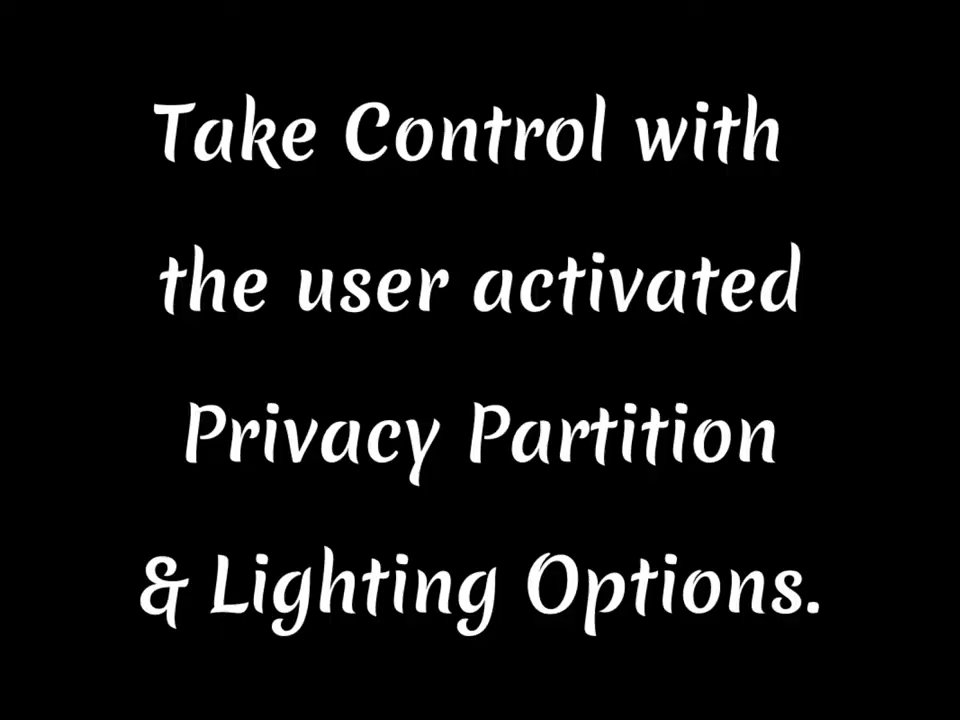 Take Control with
the user activated
Privacy Partition
& Lighting Options.